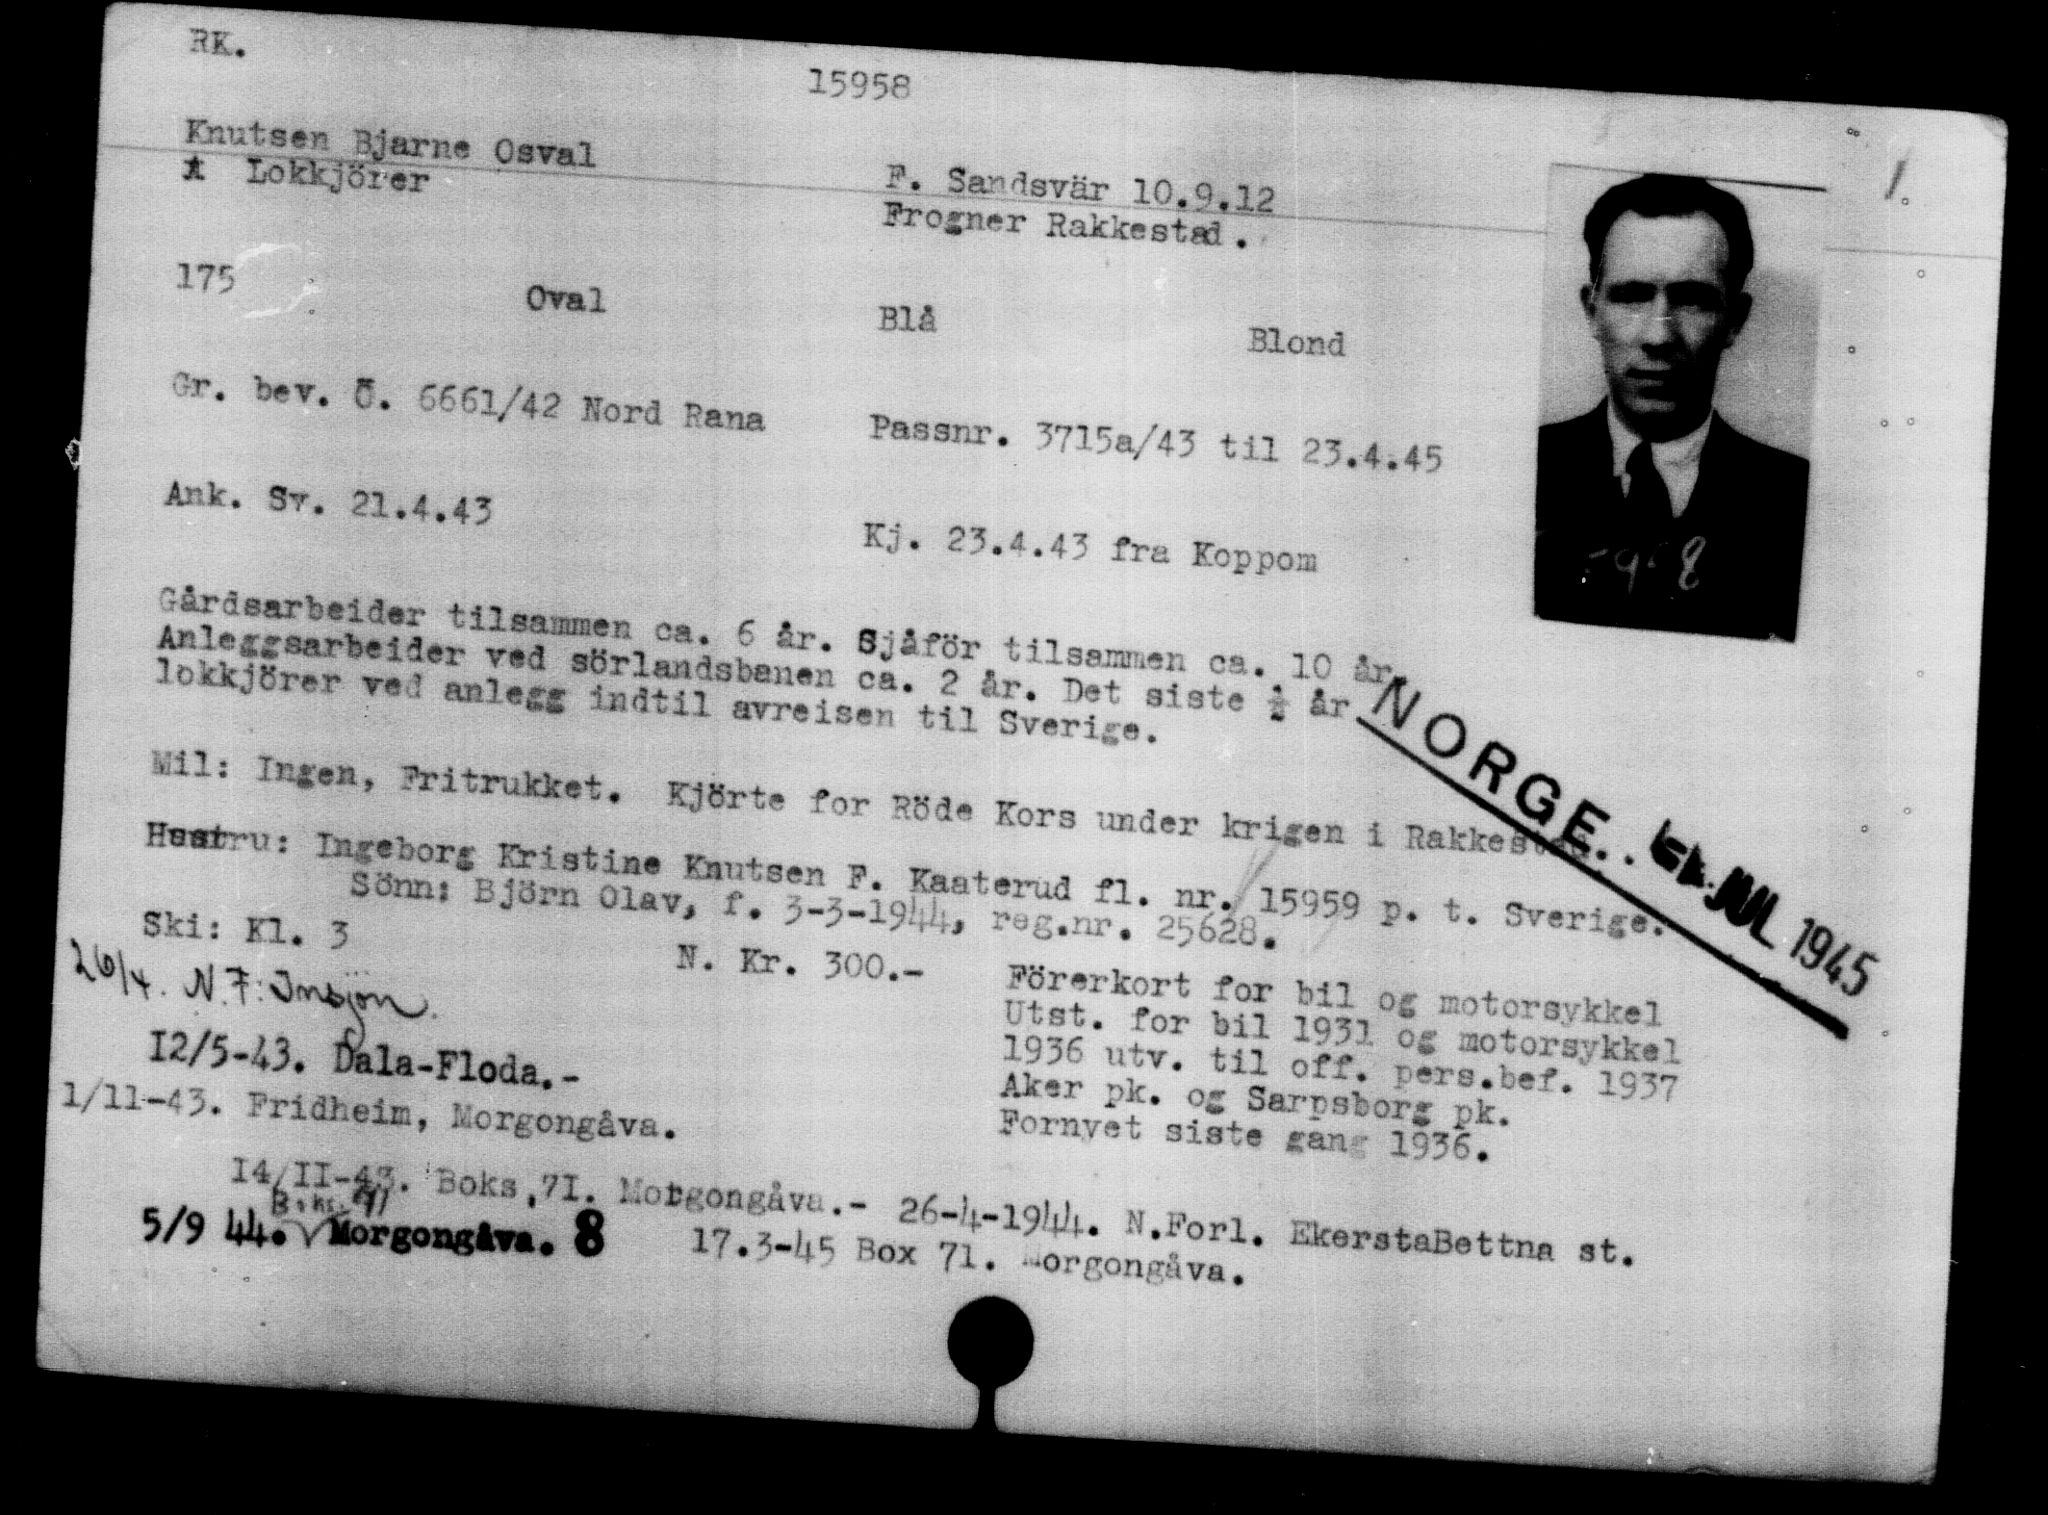 RK.
15958
Knutsen Bjarne Osval
Lokkjörer
F. Sandsvär 10.9.12
Frogner Rakkestad.
175
Oval
Blå
Blond
Gr. bev. Ö. 6661/42 Nord Rana
Passnr. 3715a/43 til 23.4.45
Ank. Sv. 21.4.43
Kj. 23.4.43 fra Koppom
Gårdsarbeider tilsammen ca. 6 år. Sjåför tilsammen ca. 10 år.
Anleggsarbeider ved sörlandsbanen ca. 2 år. Det siste ½ år
lokkjörer ved anlegg indtil avreisen til Sverige.
NORGE. JUL 1945
Mil: Ingen, Fritrukket. Kjörte for Röde Kors under krigen i Rakkestad.
Hustru: Ingeborg Kristine Knutsen F. Kaaterud fl. nr. 15959 p. t. Sverige.
Sönn: Björn Olav, f. 3-3-1944, reg.nr. 25628.
Ski: Kl. 3
N. Kr. 300.-
26/4. N.F. Insjön.
I2/5-43. Dala-Floda.-
1/11-43. Fridheim, Morgongåva.
Förerkort for bil og motorsykkel
Utst. for bil 1931 og motorsykkel
1936 utv. til off. pers.bef. 1937
Aker pk. og Sarpsborg pk.
Fornyet siste gang 1936.
I4/II-43. Boks,7I. Morgongåva.- 26-4-1944. N.Forl. EkerstaBettna st.
Boks 71
5/9 44. Morgongåva. 8
17.3-45 Box 71. Morgongåva.